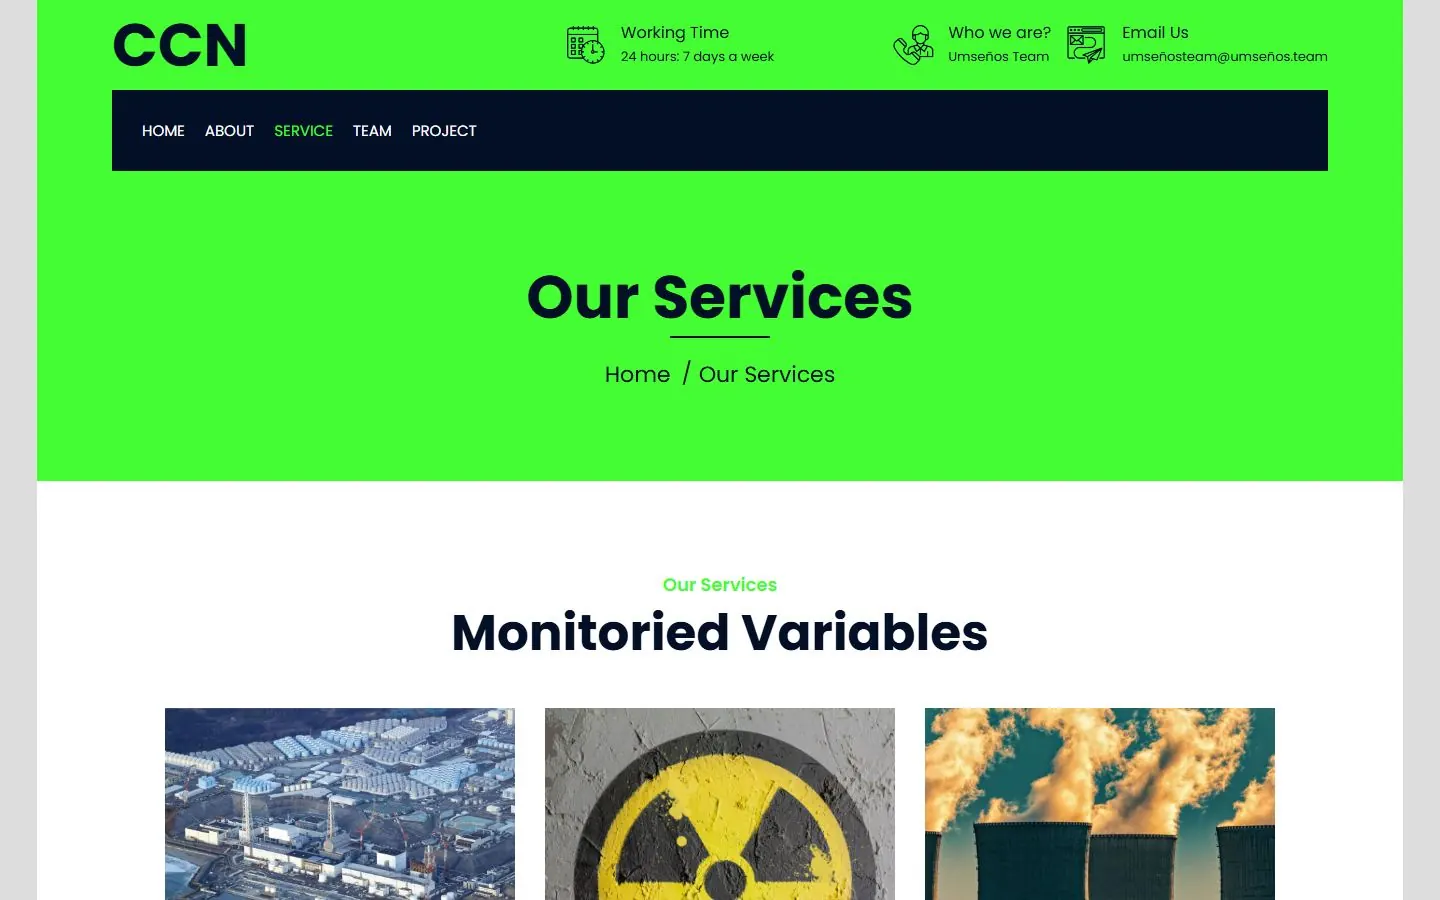 CCN
Working Time
24 hours: 7 days a week
Who we are?
Umseños Team
Email Us
umseñosteam@umseños.team
HOME ABOUT SERVICE TEAM PROJECT
Our Services
Home / Our Services
Our Services
Monitoried Variables